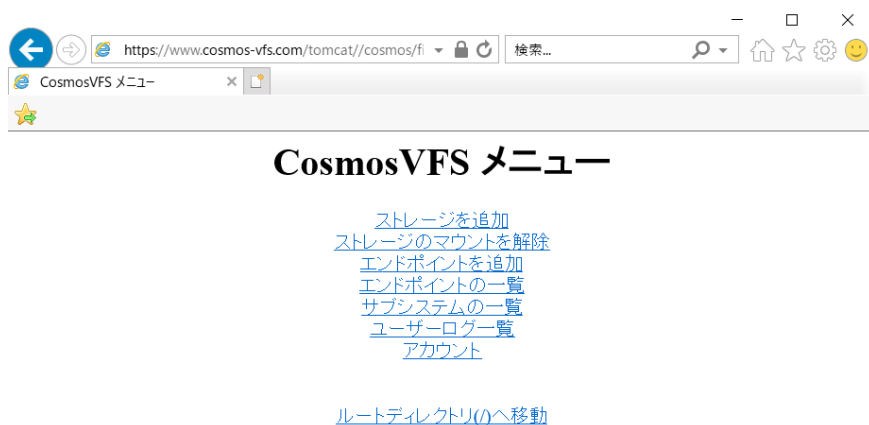 https://www.cosmos-vfs.com/tomcat//cosmos/fi
検索...
CosmosVFS メニュー
CosmosVFS メニュー
ストレージを追加
ストレージのマウントを解除
エンドポイントを追加
エンドポイントの一覧
サブシステムの一覧
ユーザーログ一覧
アカウント
ルートディレクトリ(/)へ移動